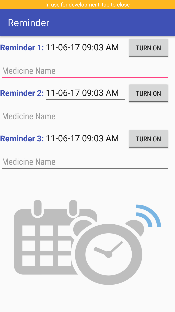 Reminder
Reminder 1: 11-06-17 09:03 AM TURN ON
Medicine Name
Reminder 2: 11-06-17 09:03 AM TURN ON
Medicine Name
Reminder 3: 11-06-17 09:03 AM TURN ON
Medicine Name